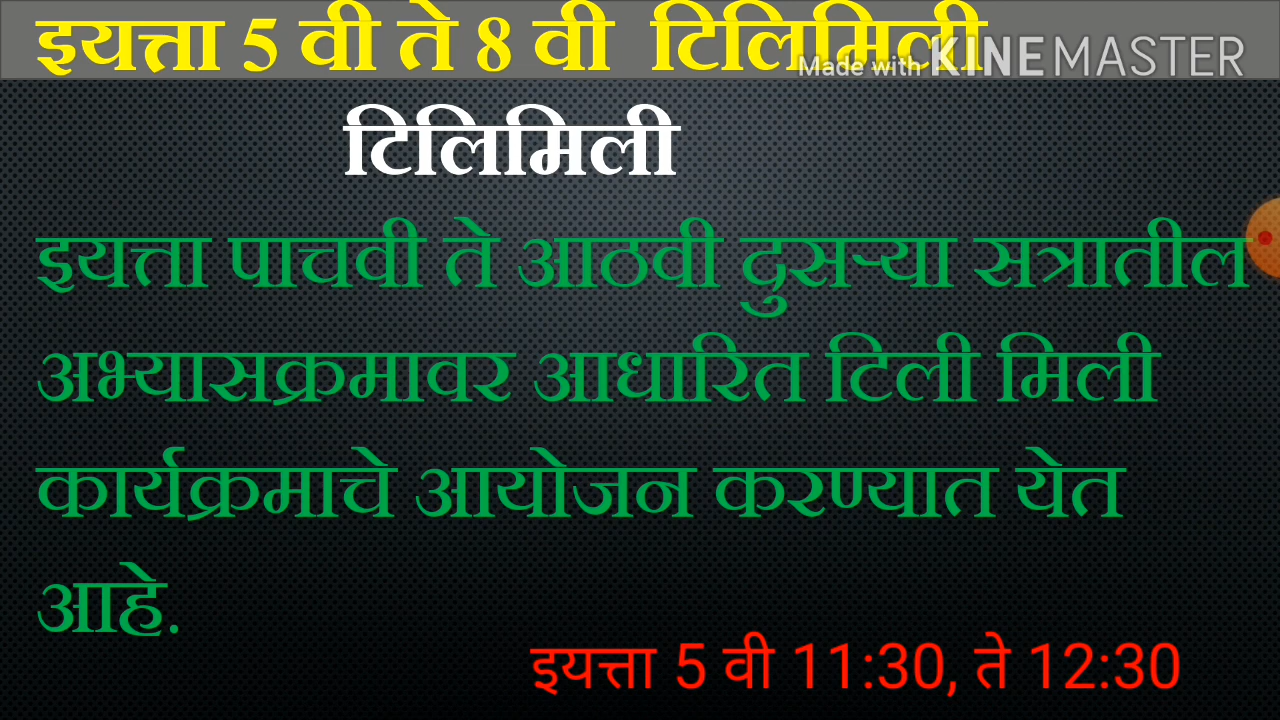 इयत्ता 5 वी ते 8 वी टिलिमिली
Made with KINEMASTER
टिलिमिली
इयत्ता पाचवी ते आठवी दुसऱ्या सत्रातील
अभ्यासक्रमावर आधारित टिली मिली
कार्यक्रमाचे आयोजन करण्यात येत
आहे.
इयत्ता 5 वी 11:30, ते 12:30